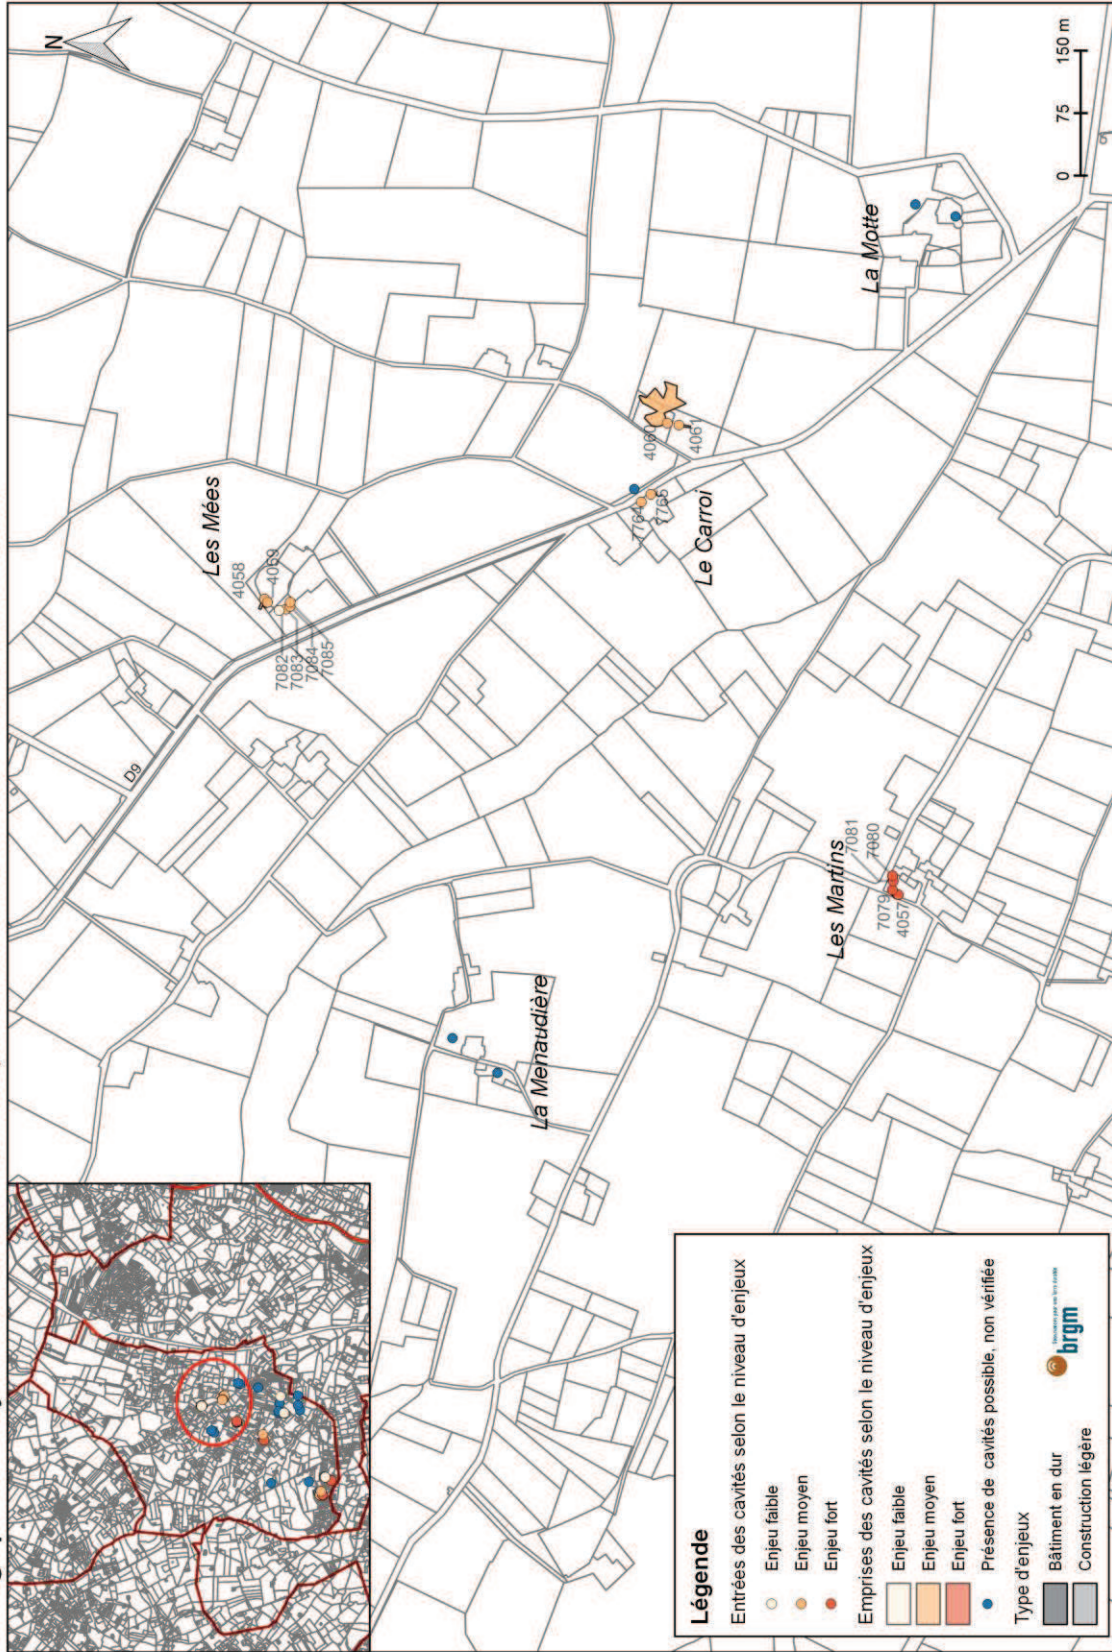 N
D9
Les Mées
4058
4059
7082
7083
7084
7085
4060
4061
7764
7765
Le Carroi
La Motte
La Menaudière
Les Martins
7081
7080
7079
4057
0 75 150 m
Légende
Entrées des cavités selon le niveau d'enjeux
Enjeu faible
Enjeu moyen
Enjeu fort
Emprises des cavités selon le niveau d'enjeux
Enjeu faible
Enjeu moyen
Enjeu fort
Présence de cavités possible, non vérifiée
Type d'enjeux
Bâtiment en dur
Construction légère
brgm